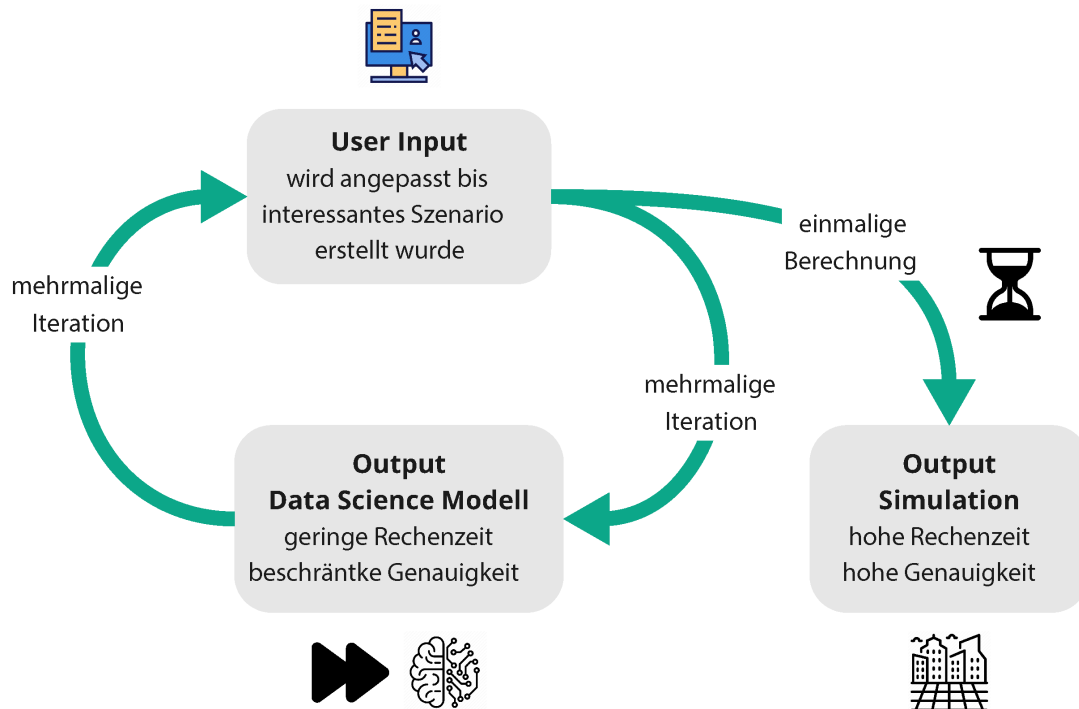 User Input
wird angepasst bis
interessantes Szenario
erstellt wurde
einmalige
Berechnung
mehrmalige
Iteration
mehrmalige
Iteration
Output
Data Science Modell
geringe Rechenzeit
beschräntke Genauigkeit
Output
Simulation
hohe Rechenzeit
hohe Genauigkeit